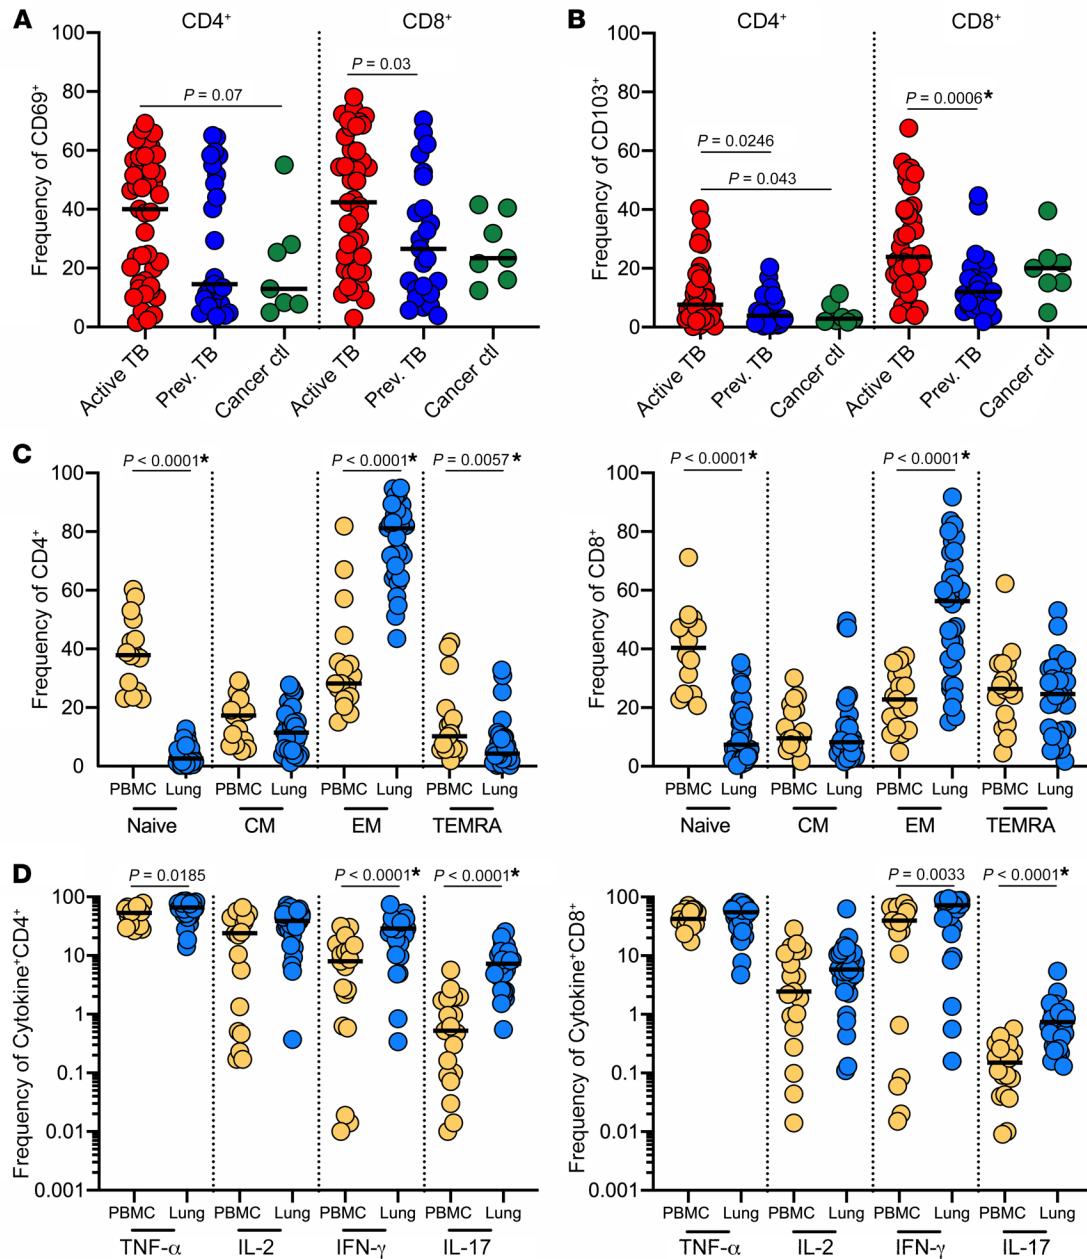 A
CD4⁺
CD8⁺
Frequency of CD69⁺
100
80
60
40
20
0
P = 0.07
P = 0.03
Active TB
Prev. TB
Cancer ctl
Active TB
Prev. TB
Cancer ctl
B
CD4⁺
CD8⁺
Frequency of CD103⁺
100
80
60
40
20
0
P = 0.0246
P = 0.043
P = 0.0006*
Active TB
Prev. TB
Cancer ctl
Active TB
Prev. TB
Cancer ctl
C
Frequency of CD4⁺
100
80
60
40
20
0
P < 0.0001*
P < 0.0001*
P = 0.0057*
PBMC Lung PBMC Lung PBMC Lung PBMC Lung
Naive CM EM TEMRA
Frequency of CD8⁺
100
80
60
40
20
0
P < 0.0001*
P < 0.0001*
PBMC Lung PBMC Lung PBMC Lung PBMC Lung
Naive CM EM TEMRA
D
Frequency of Cytokine⁺CD4⁺
100
10
1
0.1
0.01
0.001
P = 0.0185
P < 0.0001*
P < 0.0001*
PBMC Lung PBMC Lung PBMC Lung PBMC Lung
TNF-α IL-2 IFN-γ IL-17
Frequency of Cytokine⁺CD8⁺
100
10
1
0.1
0.01
0.001
P = 0.0033
P < 0.0001*
PBMC Lung PBMC Lung PBMC Lung PBMC Lung
TNF-α IL-2 IFN-γ IL-17